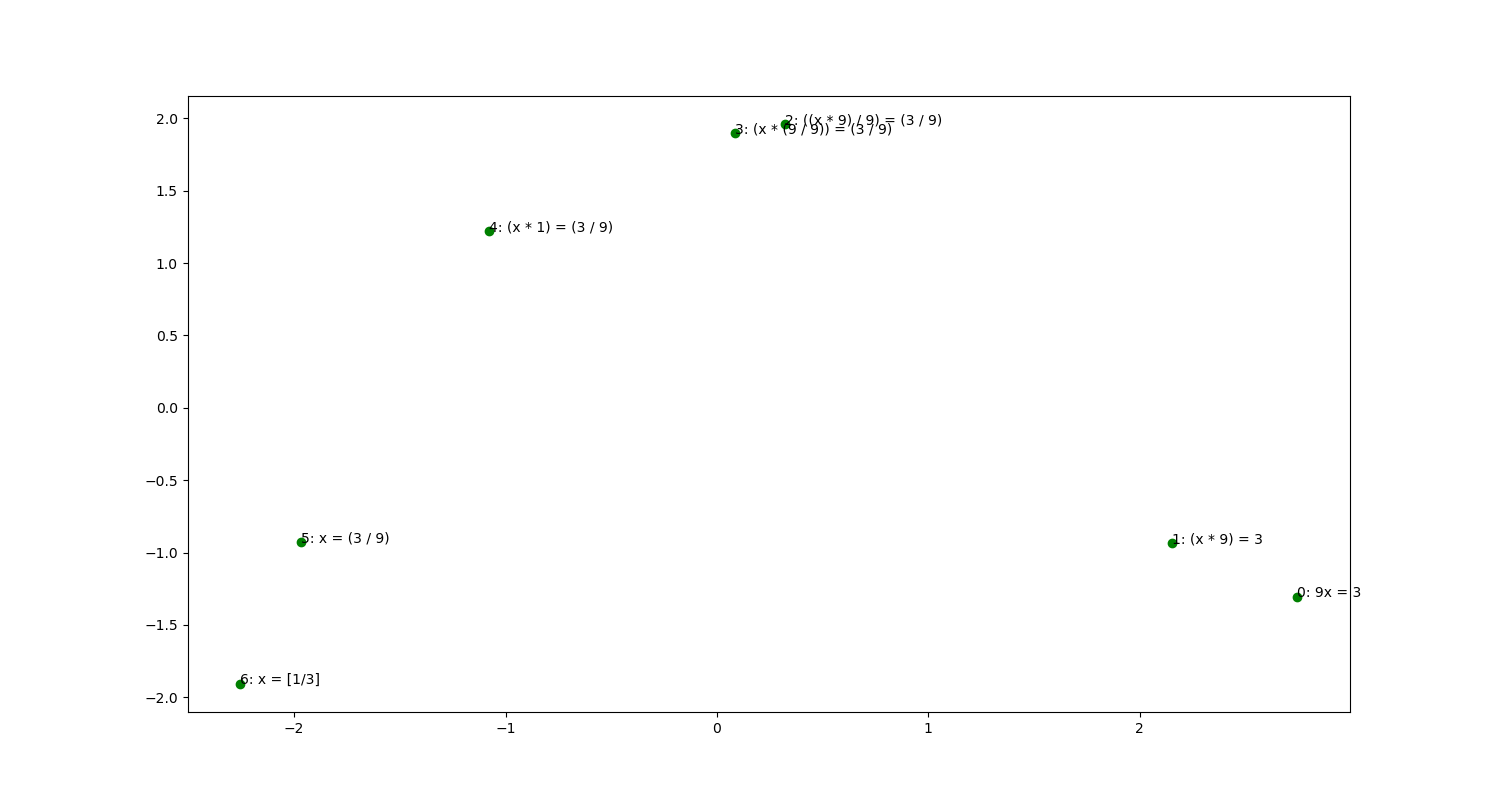 2.0
1.5
1.0
0.5
0.0
−0.5
−1.0
−1.5
−2.0
−2
−1
0
1
2
2: ((x * 9) / 9) = (3 / 9)
3: (x * (9 / 9)) = (3 / 9)
4: (x * 1) = (3 / 9)
5: x = (3 / 9)
1: (x * 9) = 3
0: 9x = 3
6: x = [1/3]